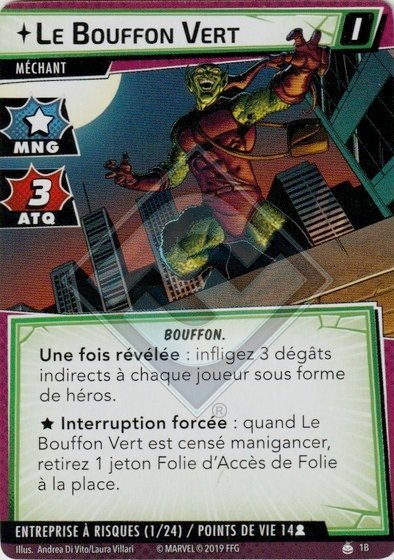 Le Bouffon Vert
I
MÉCHANT
MNG
3
ATQ
BOUFFON.
Une fois révélée : infligez 3 dégâts
indirects à chaque joueur sous forme
de héros.
★ Interruption forcée : quand Le
Bouffon Vert est censé manigancer,
retirez 1 jeton Folie d'Accès de Folie
à la place.
®
ENTREPRISE À RISQUES (1/24) / POINTS DE VIE 14
Illus. Andrea Di Vito/Laura Villari
© MARVEL © 2019 FFG
1B